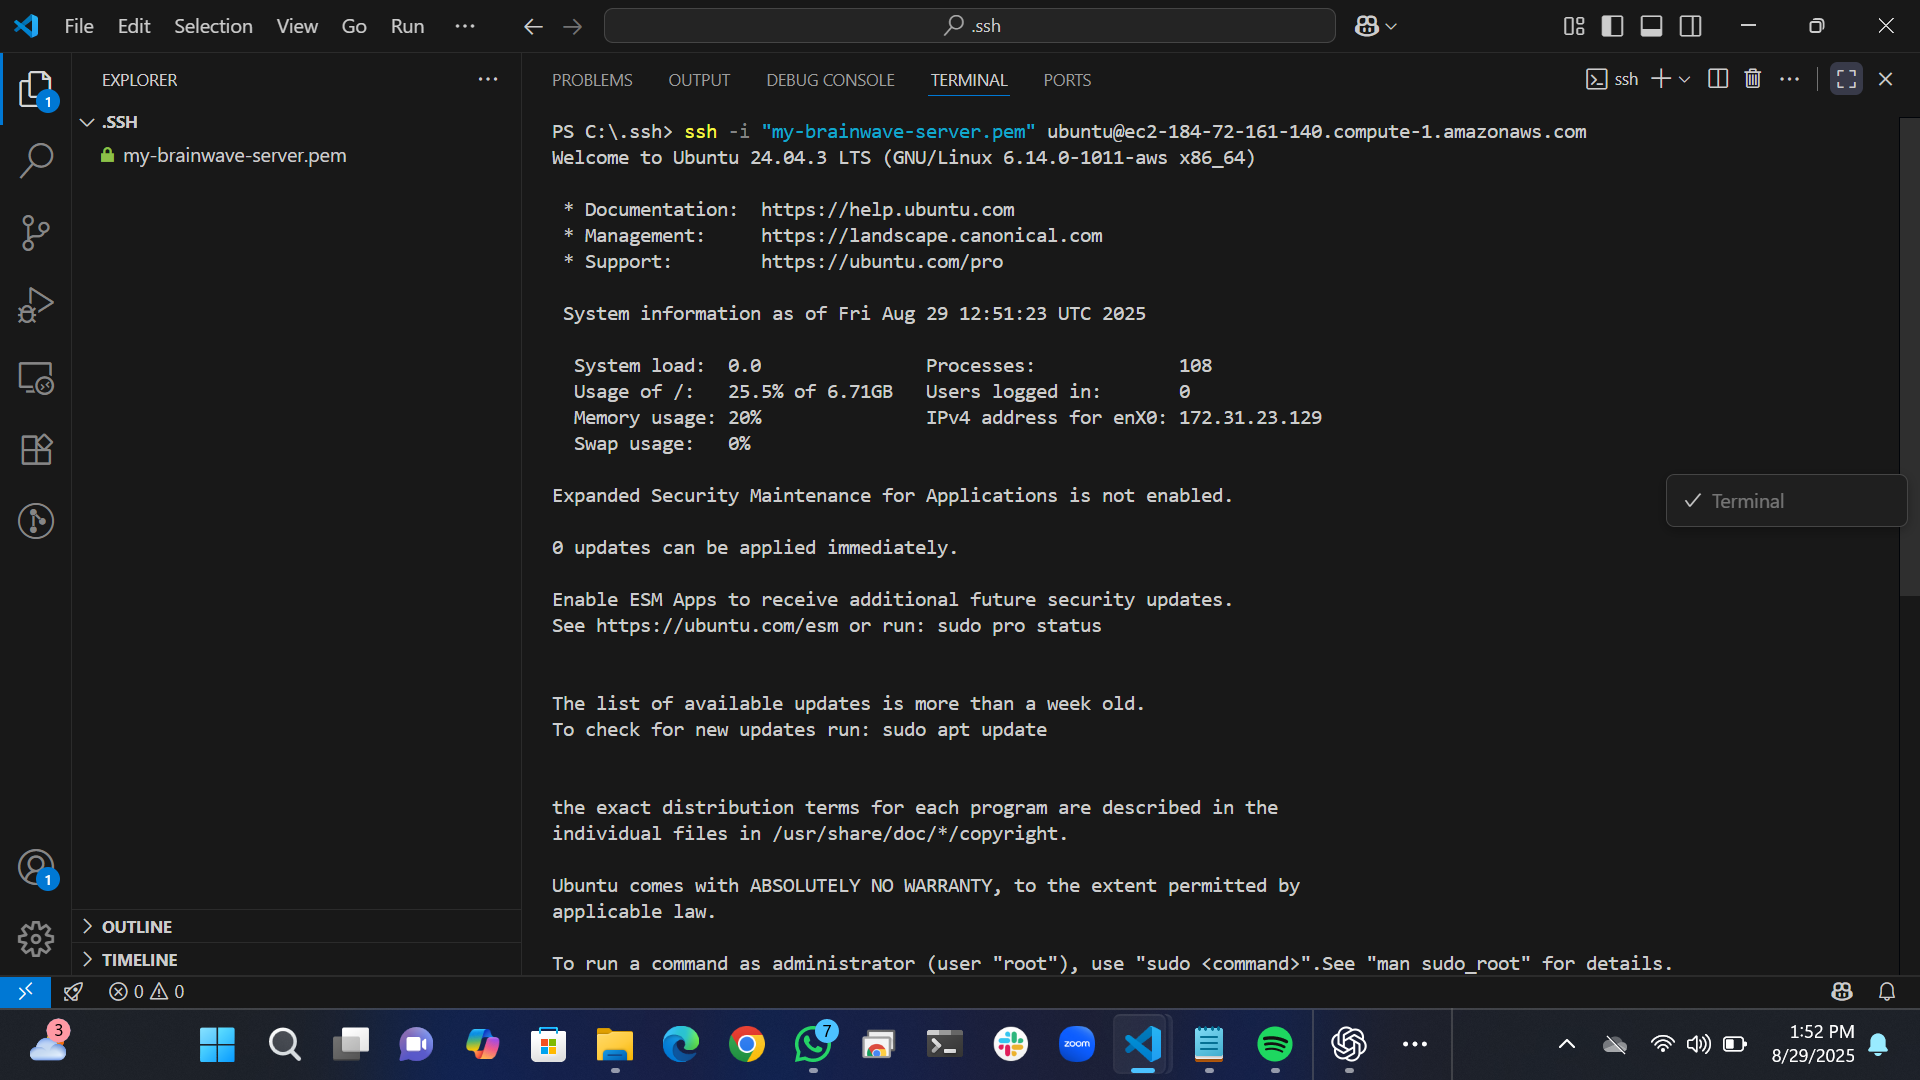 File Edit Selection View Go Run ··· .ssh
EXPLORER ···
.SSH
my-brainwave-server.pem
OUTLINE
TIMELINE
1
1
PROBLEMS OUTPUT DEBUG CONSOLE TERMINAL PORTS ssh
PS C:\.ssh> ssh -i "my-brainwave-server.pem" ubuntu@ec2-184-72-161-140.compute-1.amazonaws.com
Welcome to Ubuntu 24.04.3 LTS (GNU/Linux 6.14.0-1011-aws x86_64)
* Documentation: https://help.ubuntu.com
* Management: https://landscape.canonical.com
* Support: https://ubuntu.com/pro
System information as of Fri Aug 29 12:51:23 UTC 2025
System load: 0.0 Processes: 108
Usage of /: 25.5% of 6.71GB Users logged in: 0
Memory usage: 20% IPv4 address for enX0: 172.31.23.129
Swap usage: 0%
Expanded Security Maintenance for Applications is not enabled.
0 updates can be applied immediately.
Enable ESM Apps to receive additional future security updates.
See https://ubuntu.com/esm or run: sudo pro status
The list of available updates is more than a week old.
To check for new updates run: sudo apt update
the exact distribution terms for each program are described in the
individual files in /usr/share/doc/*/copyright.
Ubuntu comes with ABSOLUTELY NO WARRANTY, to the extent permitted by
applicable law.
To run a command as administrator (user "root"), use "sudo <command>".See "man sudo_root" for details.
Terminal
0 0
3
7
zoom
1:52 PM
8/29/2025